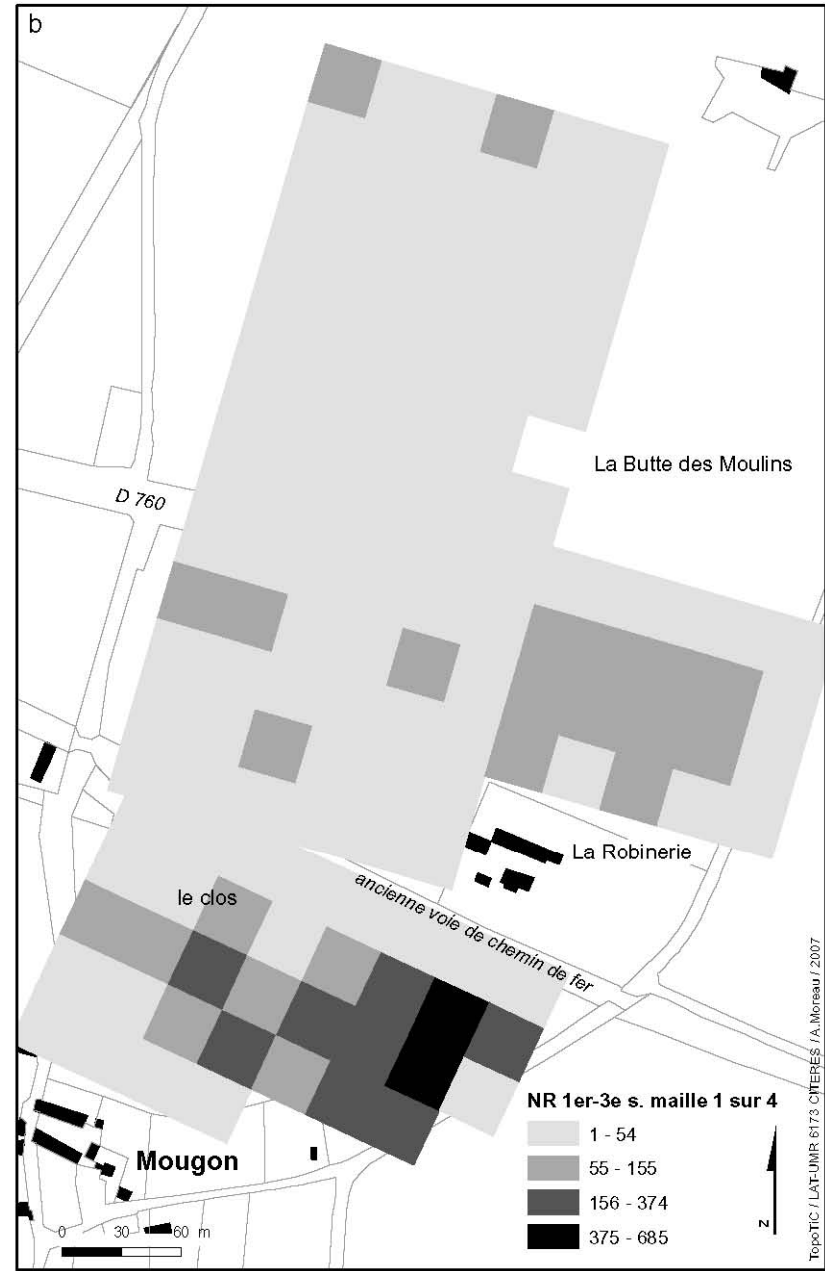 b
La Butte des Moulins
D 760
La Robinerie
le clos
ancienne voie de chemin de fer
Mougon
0 30 60 m
NR 1er-3e s. maille 1 sur 4
1 - 54
55 - 155
156 - 374
375 - 685
N
TopoTiC / LAT-UMR 6173 CITERES / A.Moreau / 2007